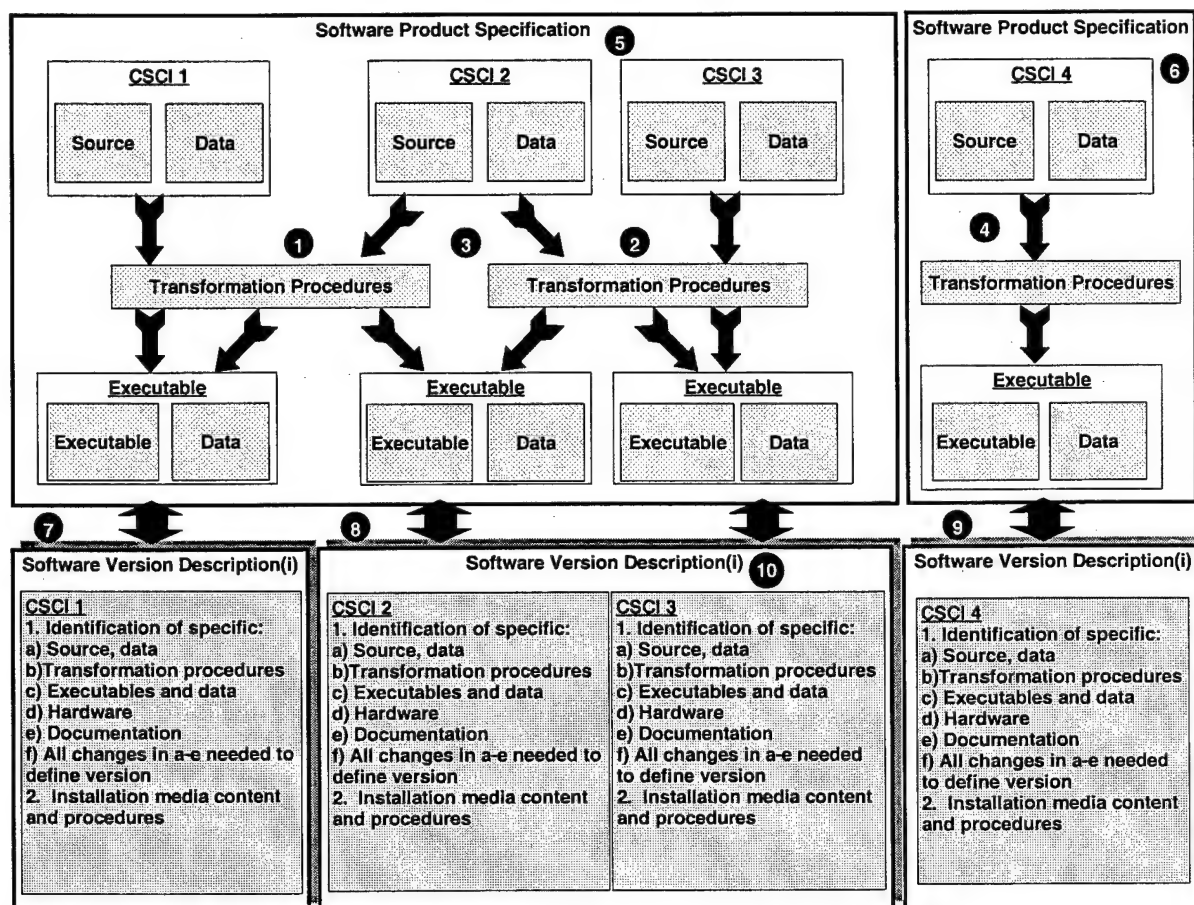 Software Product Specification
5
CSCI 1
Source
Data
CSCI 2
Source
Data
CSCI 3
Source
Data
1
3
2
Transformation Procedures
Transformation Procedures
Executable
Executable
Data
Executable
Executable
Data
Executable
Executable
Data
Software Product Specification
6
CSCI 4
Source
Data
4
Transformation Procedures
Executable
Executable
Data
7
Software Version Description(i)
CSCI 1
1. Identification of specific:
a) Source, data
b)Transformation procedures
c) Executables and data
d) Hardware
e) Documentation
f) All changes in a-e needed to
define version
2. Installation media content
and procedures
8
Software Version Description(i)
10
CSCI 2
1. Identification of specific:
a) Source, data
b)Transformation procedures
c) Executables and data
d) Hardware
e) Documentation
f) All changes in a-e needed to
define version
2. Installation media content
and procedures
CSCI 3
1. Identification of specific:
a) Source, data
b)Transformation procedures
c) Executables and data
d) Hardware
e) Documentation
f) All changes in a-e needed
to define version
2. Installation media content
and procedures
9
Software Version Description(i)
CSCI 4
1. Identification of specific:
a) Source, data
b)Transformation procedures
c) Executables and data
d) Hardware
e) Documentation
f) All changes in a-e needed
to define version
2. Installation media content
and procedures